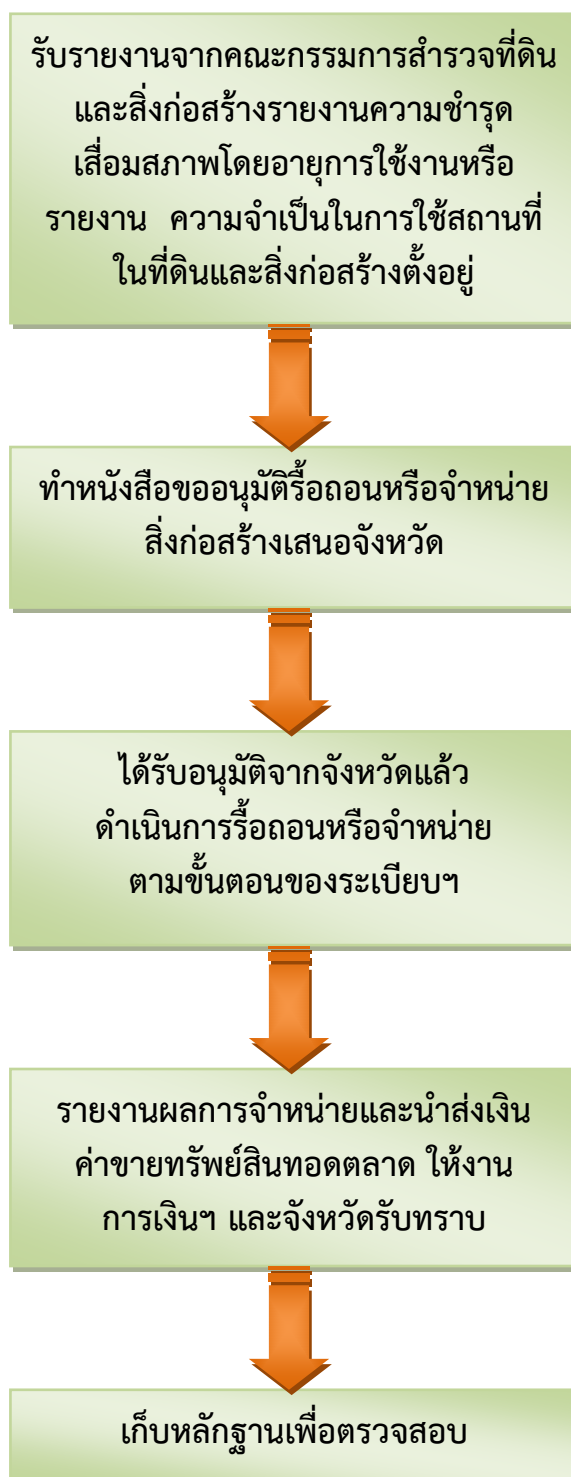 รับรายงานจากคณะกรรมการสำรวจที่ดิน
และสิ่งก่อสร้างรายงานความชำรุด
เสื่อมสภาพโดยอายุการใช้งานหรือ
รายงาน ความจำเป็นในการใช้สถานที่
ในที่ดินและสิ่งก่อสร้างตั้งอยู่
ทำหนังสือขออนุมัติรื้อถอนหรือจำหน่าย
สิ่งก่อสร้างเสนอจังหวัด
ได้รับอนุมัติจากจังหวัดแล้ว
ดำเนินการรื้อถอนหรือจำหน่าย
ตามขั้นตอนของระเบียบฯ
รายงานผลการจำหน่ายและนำส่งเงิน
ค่าขายทรัพย์สินทอดตลาด ให้งาน
การเงินฯ และจังหวัดรับทราบ
เก็บหลักฐานเพื่อตรวจสอบ